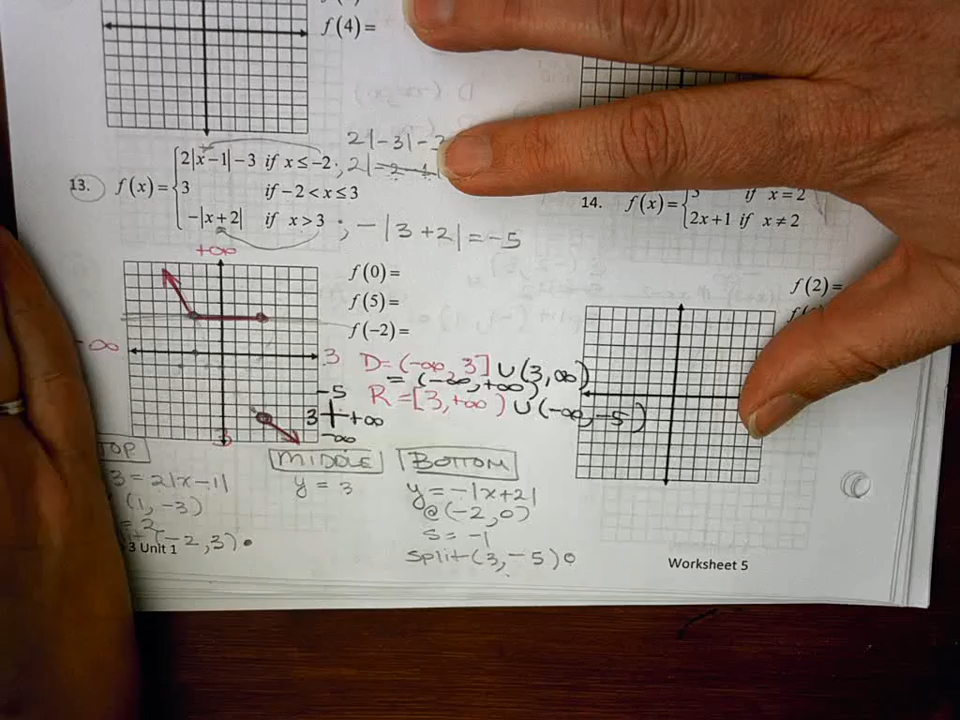 f(4)=
2|-3|-3
13. f(x)= 2|x-1|-3 if x≤-2; 2|
3 if -2<x≤3
-|x+2| if x>3 ; -|3+2|=-5
14. f(x)= if x=2
2x+1 if x≠2
+∞
f(0)=
f(5)=
f(-2)=
f(2)=
-∞
3
D=(-∞,3]∪(3,∞)
=(-∞,+∞)
R=[3,+∞)∪(-∞,-5)
-5
3 +∞
-∞
TOP
MIDDLE
BOTTOM
3=2|x-1|
(1,-3)
=2
(-2,3)•
y=3
y=-|x+2|
@(-2,0)
s=-1
split(3,-5)○
3 Unit 1
Worksheet 5